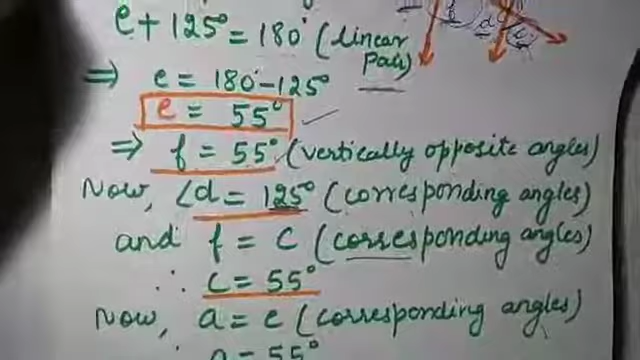 e + 125° = 180° (linear
pair)
⇒ e = 180° - 125°
e = 55°
⇒ f = 55° (vertically opposite angles)
Now, ∠d = 125° (corresponding angles)
and f = c (corresponding angles)
∴ c = 55°
Now, a = e (corresponding angles)
∴ a = 55°
d
c